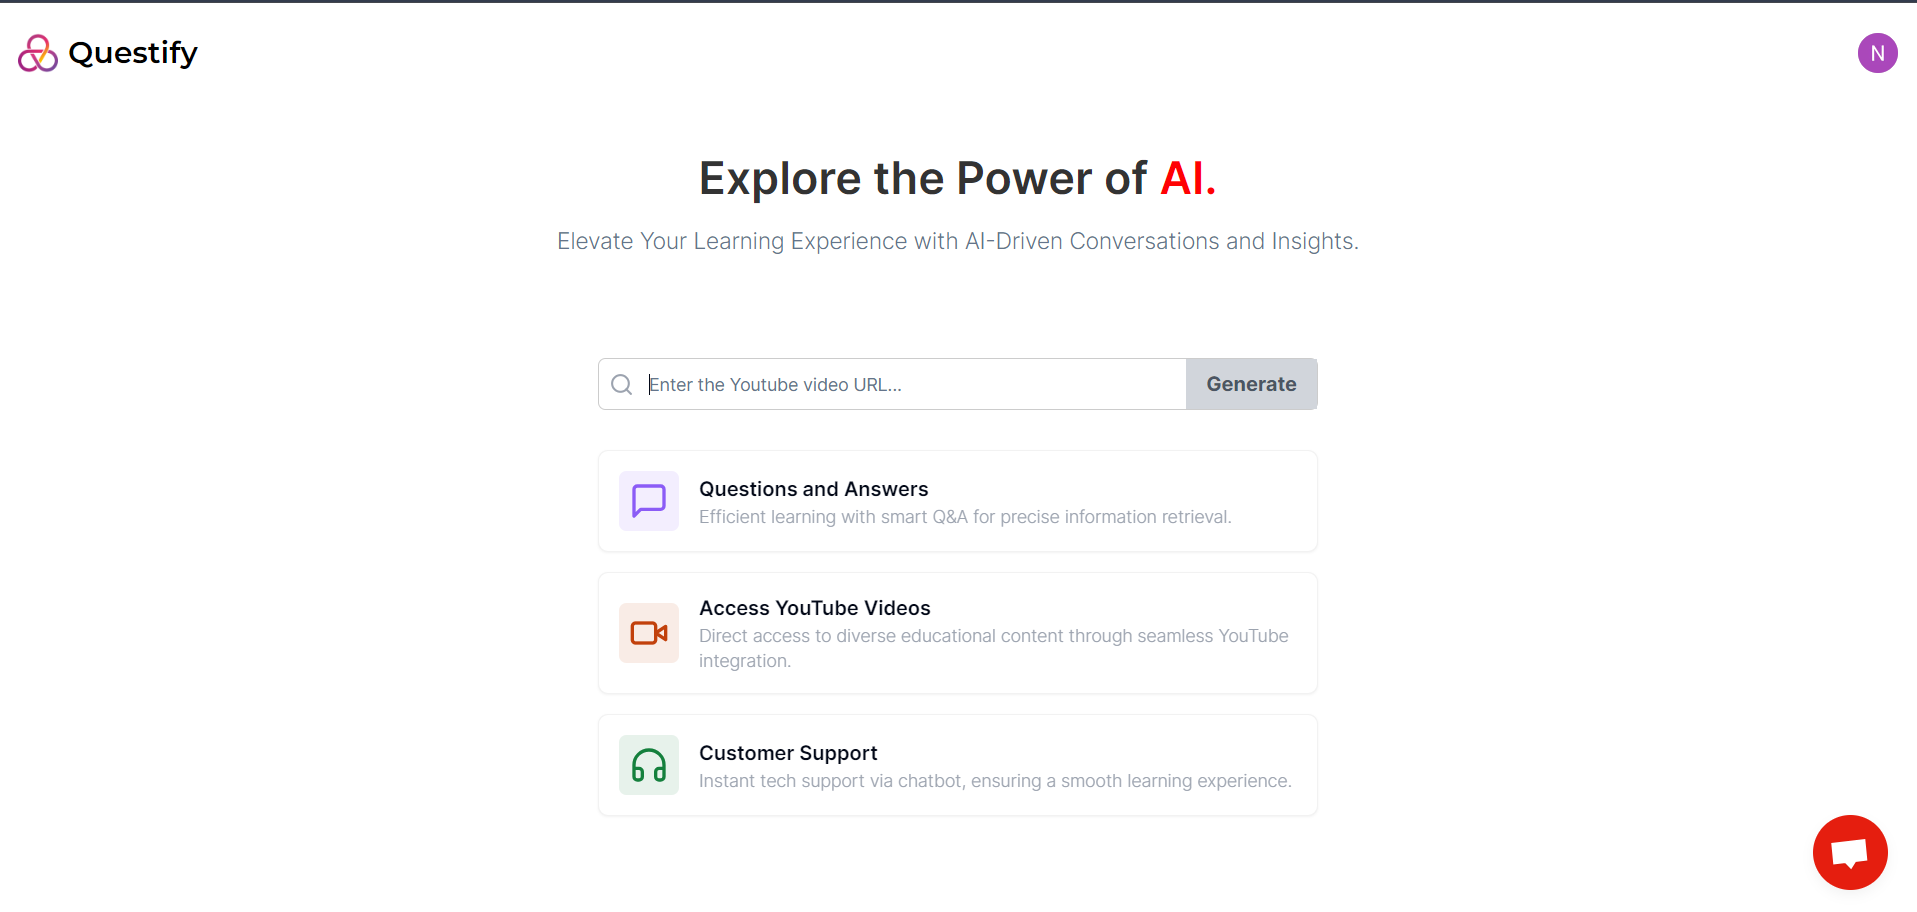 Questify
N
Explore the Power of AI.
Elevate Your Learning Experience with AI-Driven Conversations and Insights.
Enter the Youtube video URL...
Generate
Questions and Answers
Efficient learning with smart Q&A for precise information retrieval.
Access YouTube Videos
Direct access to diverse educational content through seamless YouTube
integration.
Customer Support
Instant tech support via chatbot, ensuring a smooth learning experience.